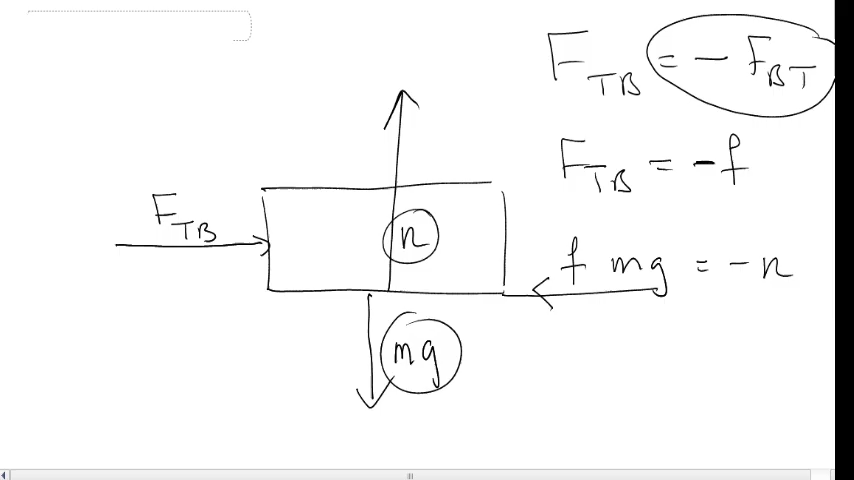 F_TB = - F_BT
F_TB = -f
F_TB
n
f mg = -n
mg